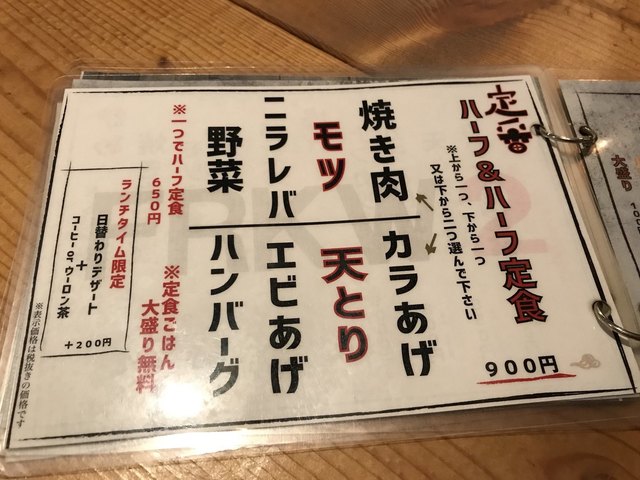 定番
ハーフ&ハーフ定食
900円
※上から一つ、下から一つ
又は下から二つ選んで下さい
焼き肉
モツ
ニラレバ
野菜
カラあげ
天とり
エビあげ
ハンバーグ
※一つでハーフ定食
650円
※定食ごはん
大盛り無料
ランチタイム限定
日替わりデザート
+
コーヒーorウーロン茶
+200円
※表示価格は税抜きの価格です
大盛り